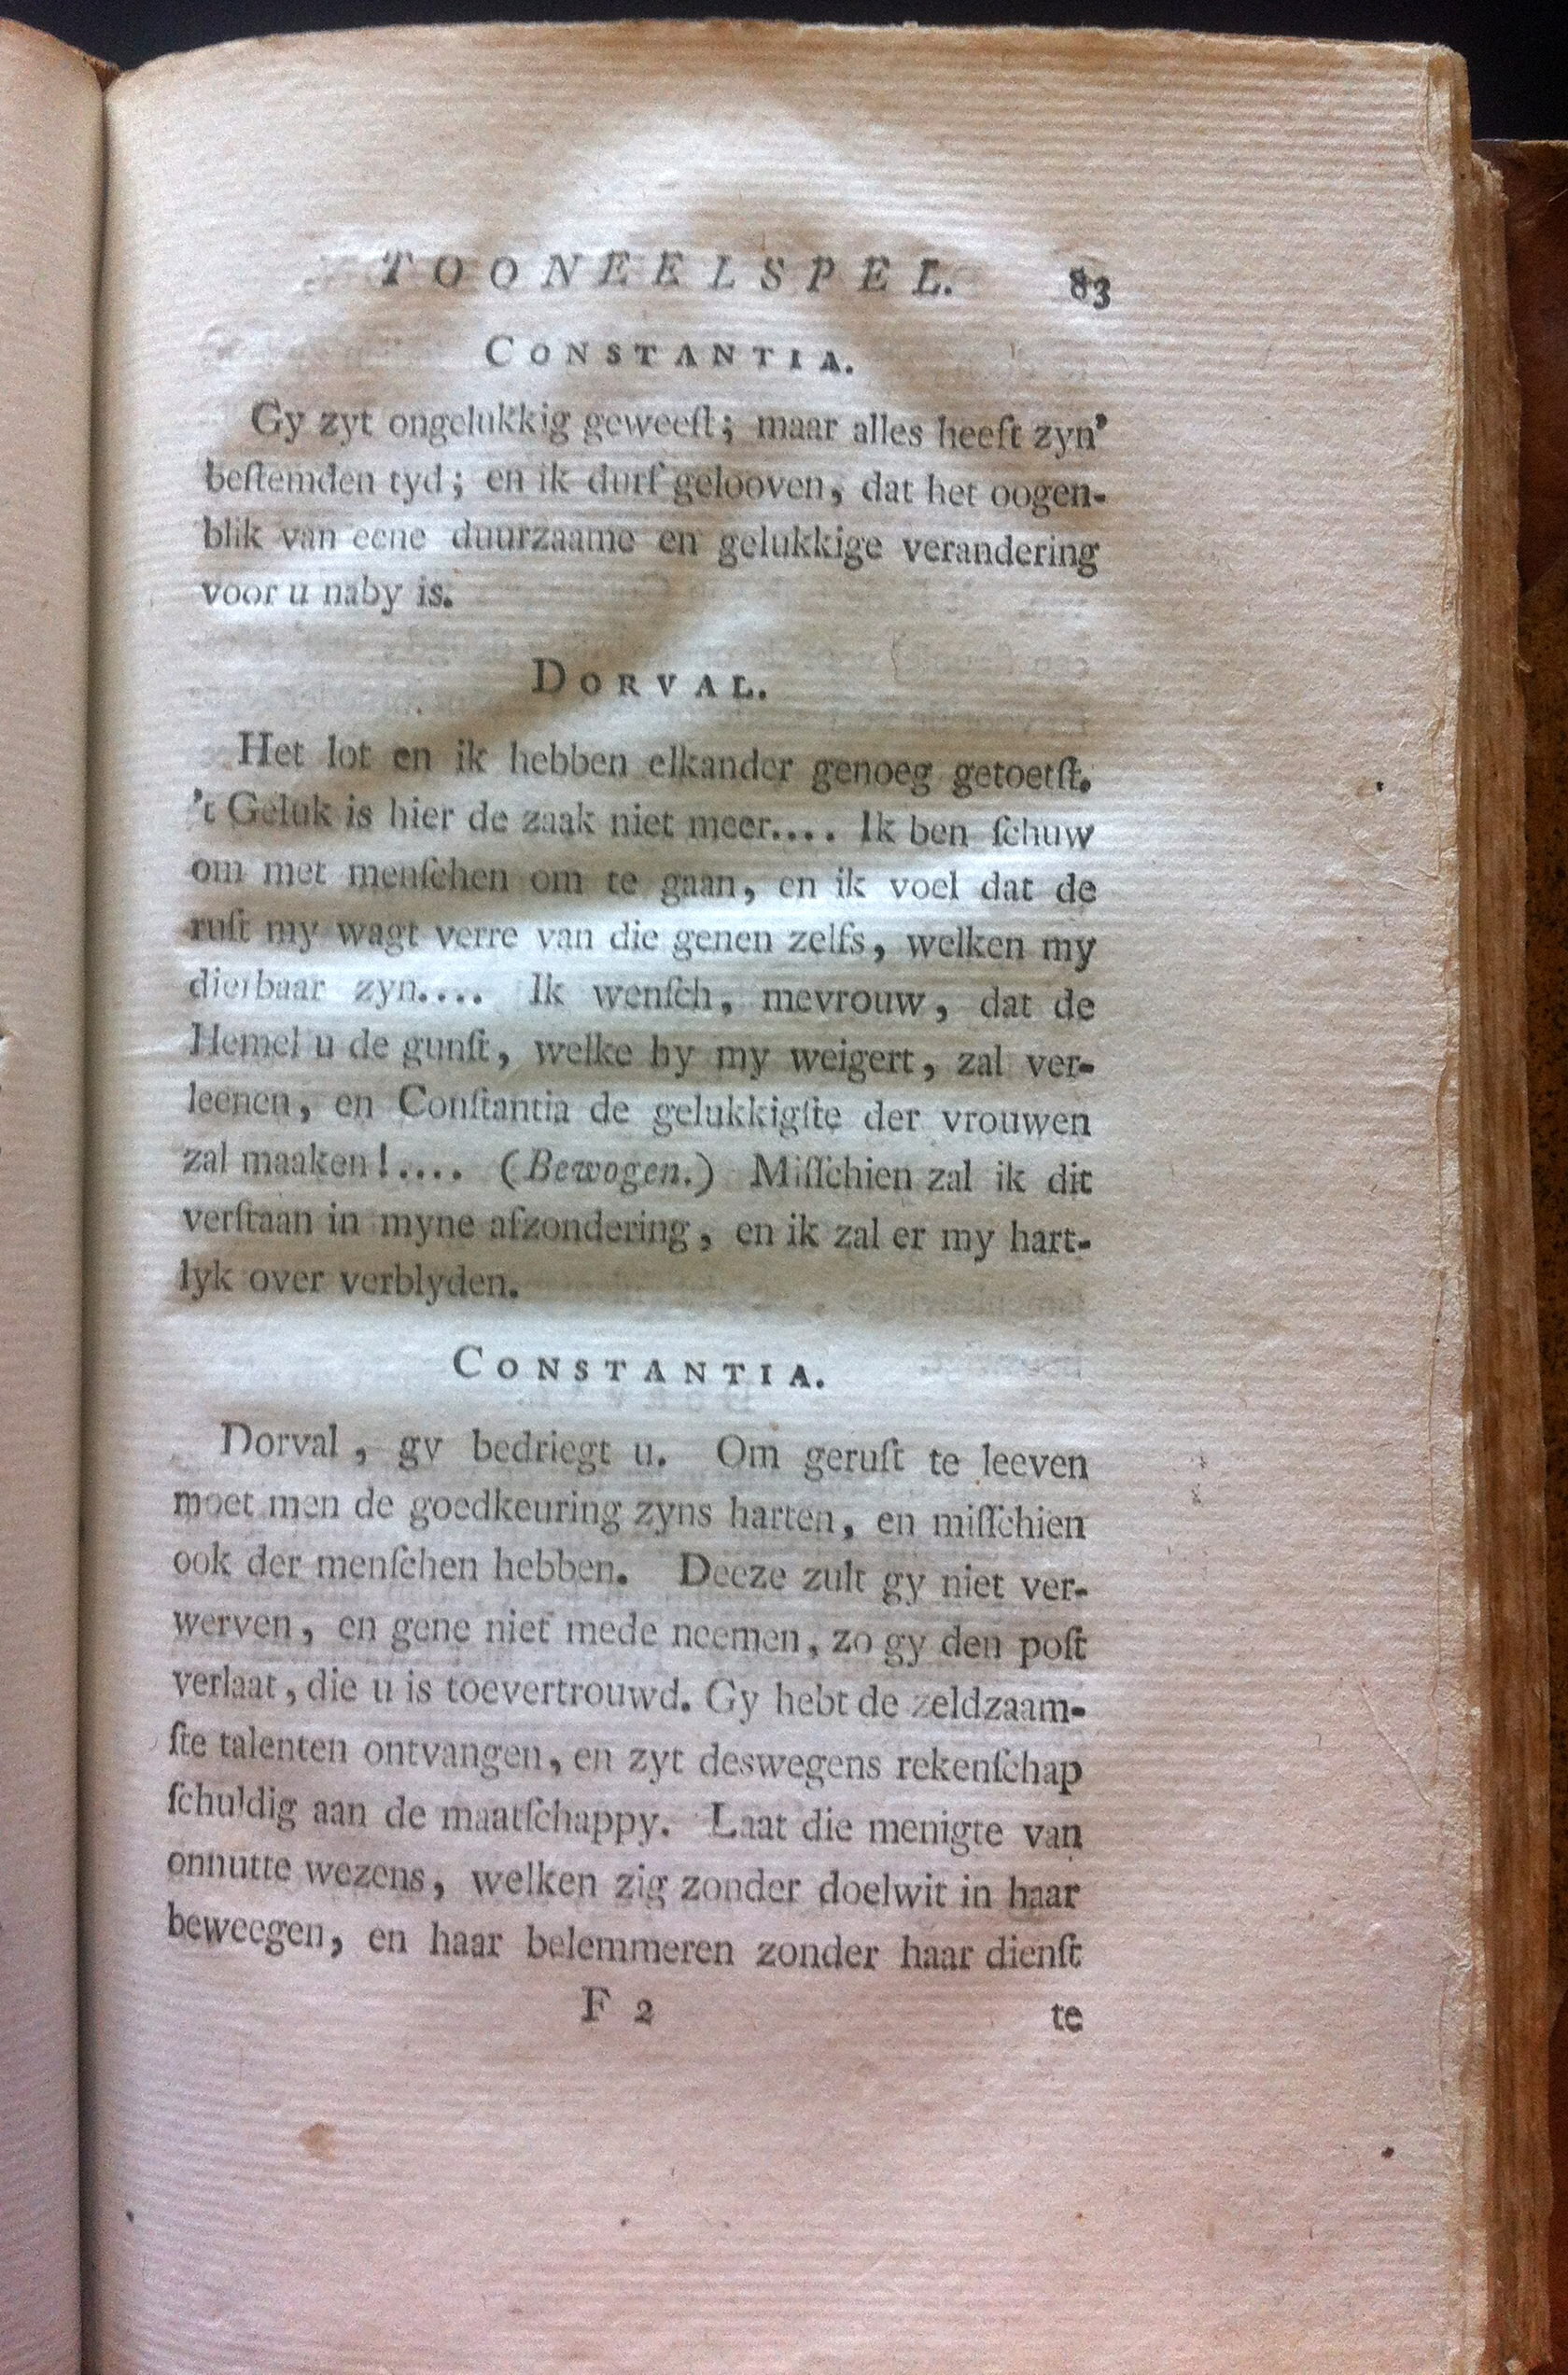 TOONEELSPEL. 83
CONSTANTIA.
Gy zyt ongelukkig geweeſt; maar alles heeft zyn’
beſtemden tyd; en ik durf gelooven, dat het oogen-
blik van eene duurzaame en gelukkige verandering
voor u naby is.
DORVAL.
Het lot en ik hebben elkander genoeg getoetſt.
’t Geluk is hier de zaak niet meer.... Ik ben ſchuw
om met menſchen om te gaan, en ik voel dat de
ruſt my wagt verre van die genen zelfs, welken my
dierbaar zyn.... Ik wenſch, mevrouw, dat de
Hemel u de gunſt, welke hy my weigert, zal ver-
leenen, en Conſtantia de gelukkigſte der vrouwen
zal maaken!.... (Bewogen.) Miſſchien zal ik dit
verſtaan in myne afzondering, en ik zal er my hart-
lyk over verblyden.
CONSTANTIA.
Dorval, gy bedriegt u. Om geruſt te leeven
moet men de goedkeuring zyns harten, en miſſchien
ook der menſchen hebben. Deeze zult gy niet ver-
werven, en gene niet mede neemen, zo gy den poſt
verlaat, die u is toevertrouwd. Gy hebt de zeldzaam-
ſte talenten ontvangen, en zyt deswegens rekenſchap
ſchuldig aan de maatſchappy. Laat die menigte van
onnutte wezens, welken zig zonder doelwit in haar
beweegen, en haar belemmeren zonder haar dienſt
F 2 te